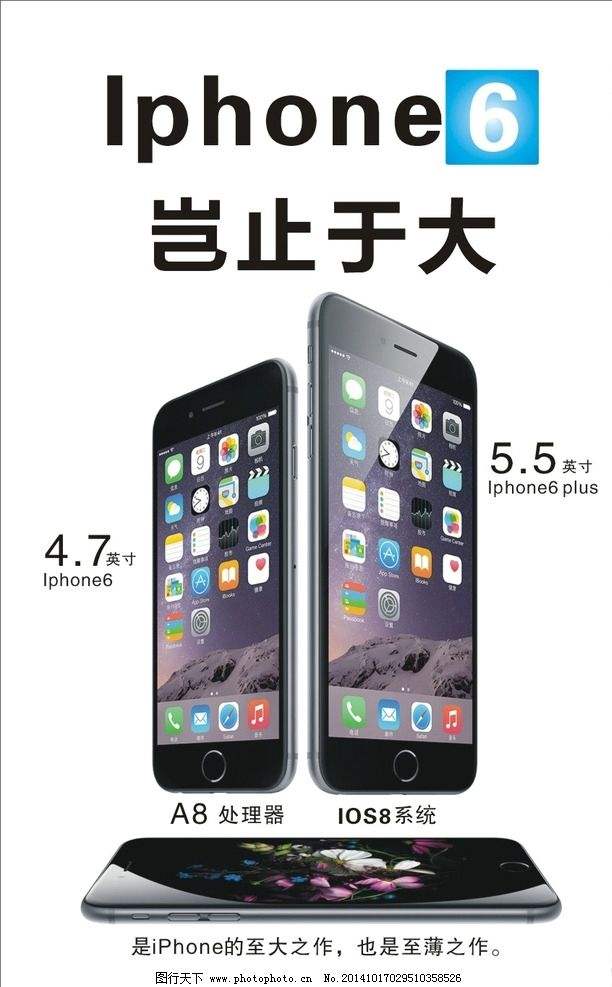 Iphone6
岂止于大
5.5英寸
Iphone6 plus
4.7英寸
Iphone6
A8 处理器
IOS8系统
是iPhone的至大之作，也是至薄之作。
图行天下 www.photophoto.cn No.20141017029510358526